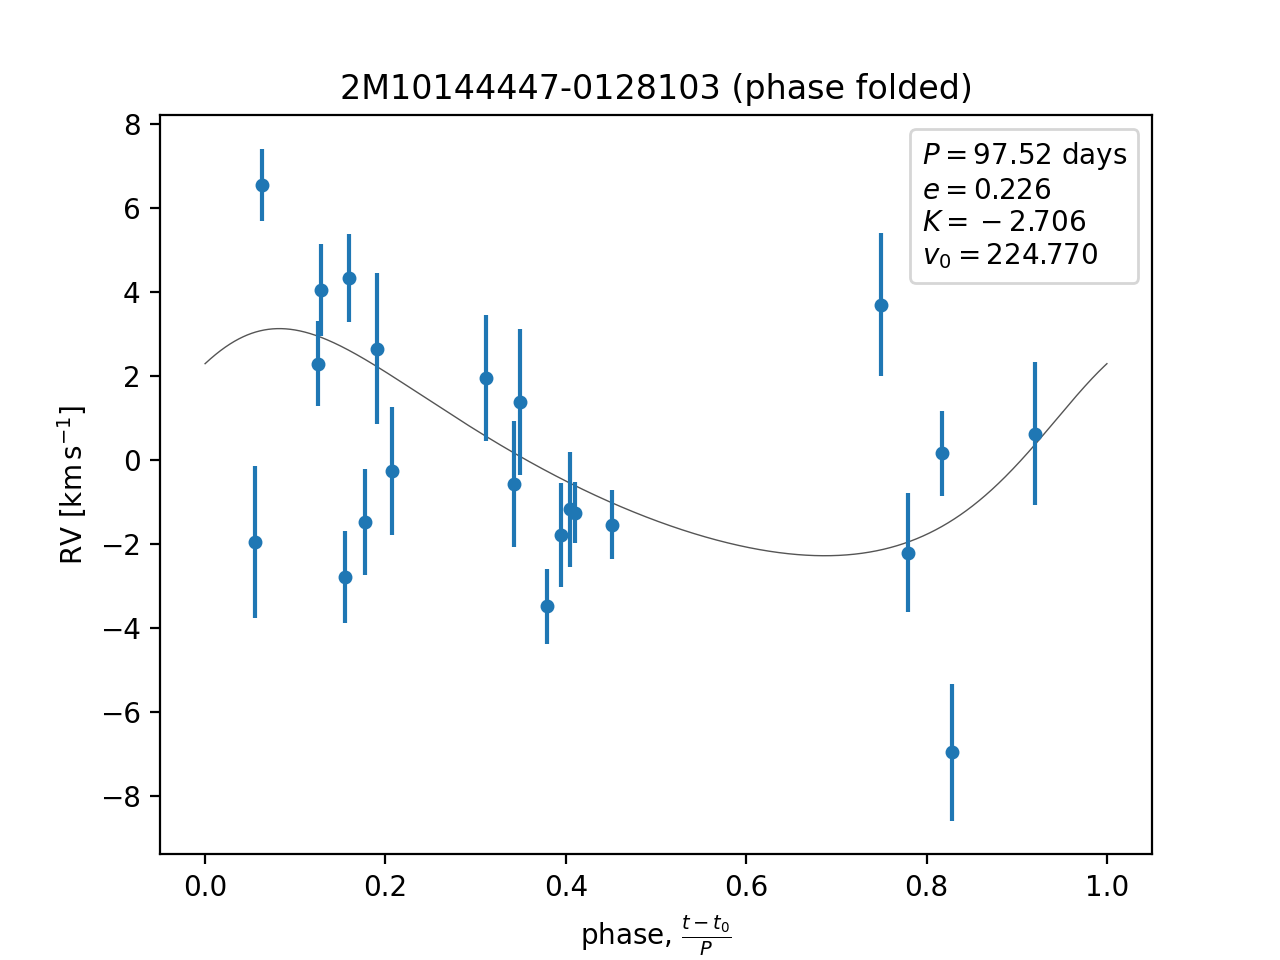 2M10144447-0128103 (phase folded)
P = 97.52 days
e = 0.226
K = −2.706
v₀ = 224.770
8
6
4
2
0
−2
−4
−6
−8
RV [km s⁻¹]
0.0 0.2 0.4 0.6 0.8 1.0
phase, (t − t₀)/P